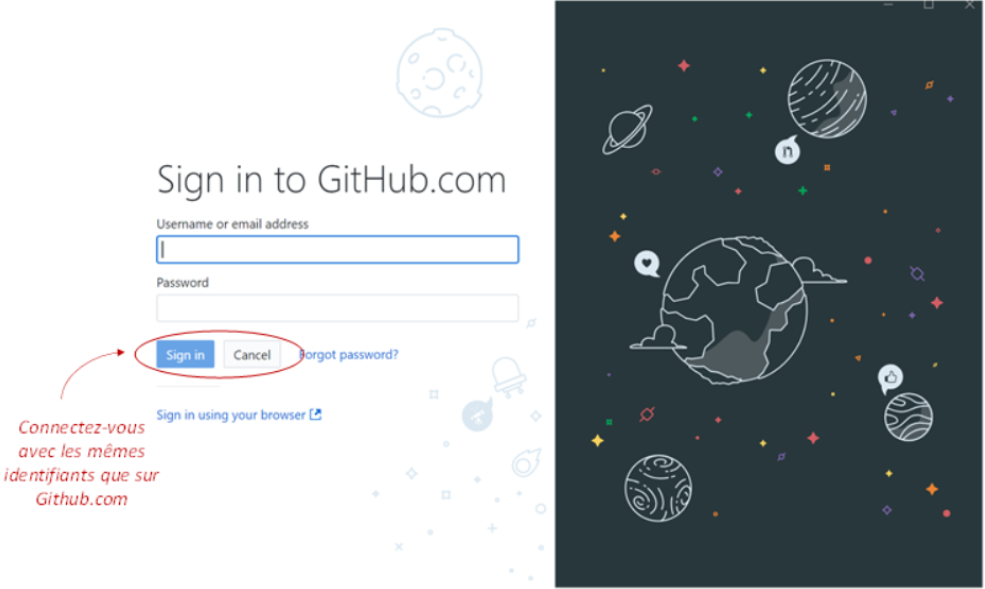 Sign in to GitHub.com
Username or email address
Password
Sign in
Cancel
Forgot password?
Sign in using your browser
Connectez-vous
avec les mêmes
identifiants que sur
Github.com